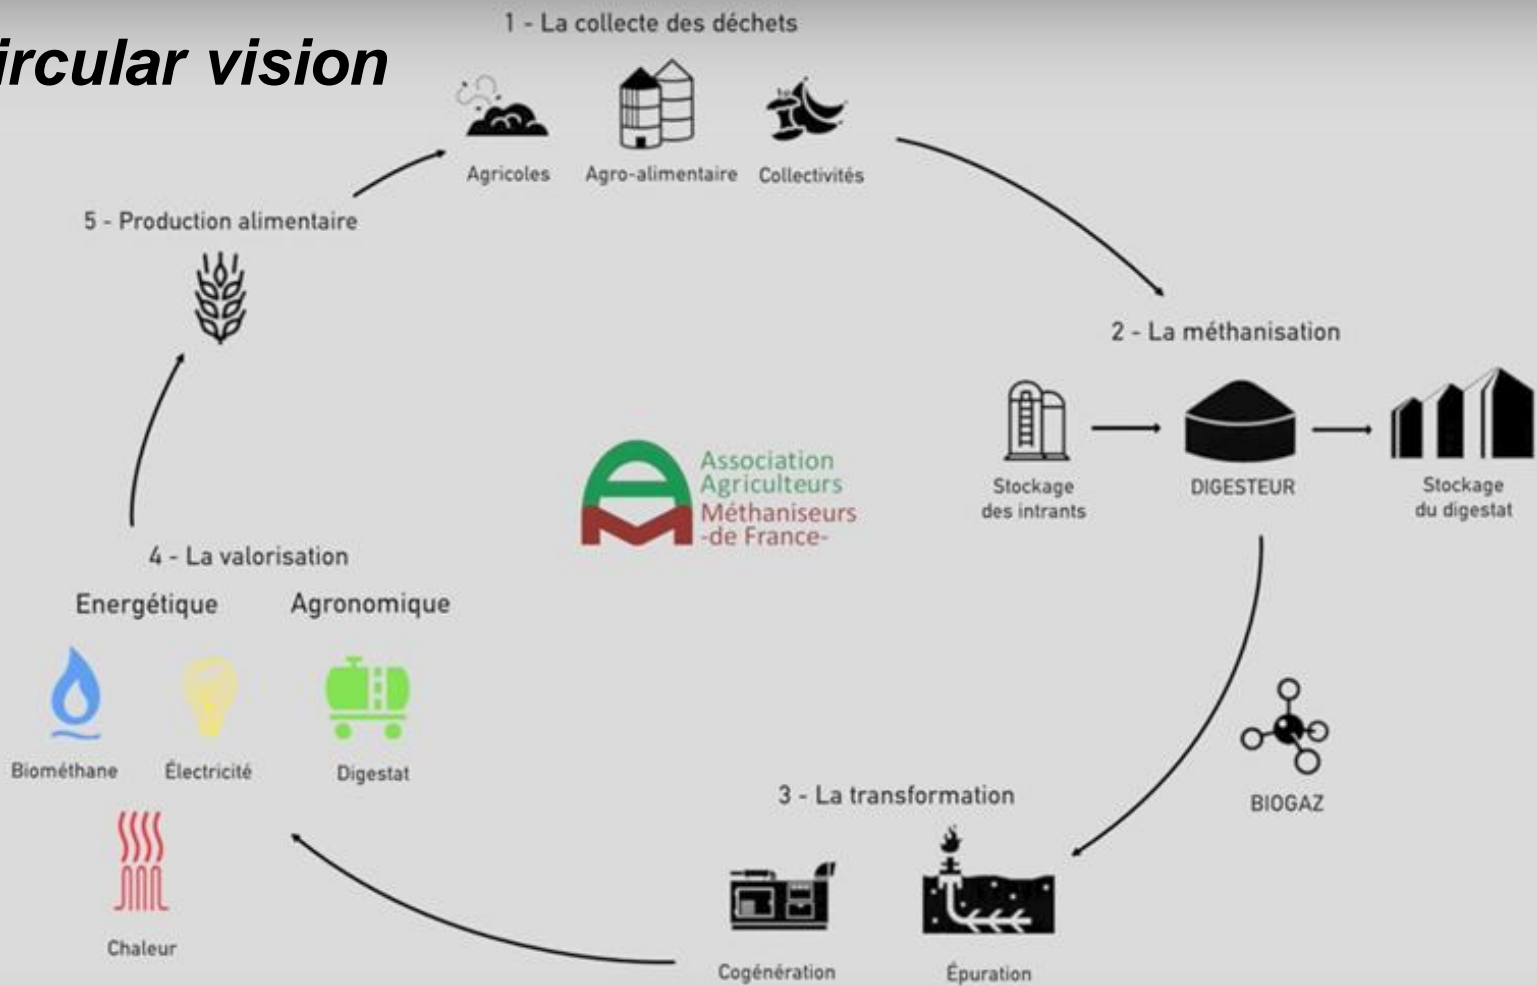 ircular vision
1 - La collecte des déchets
Agricoles
Agro-alimentaire
Collectivités
5 - Production alimentaire
2 - La méthanisation
Stockage
des intrants
DIGESTEUR
Stockage
du digestat
Association
Agriculteurs
Méthaniseurs
-de France-
4 - La valorisation
Energétique
Agronomique
Biométhane
Électricité
Digestat
Chaleur
BIOGAZ
3 - La transformation
Cogénération
Épuration